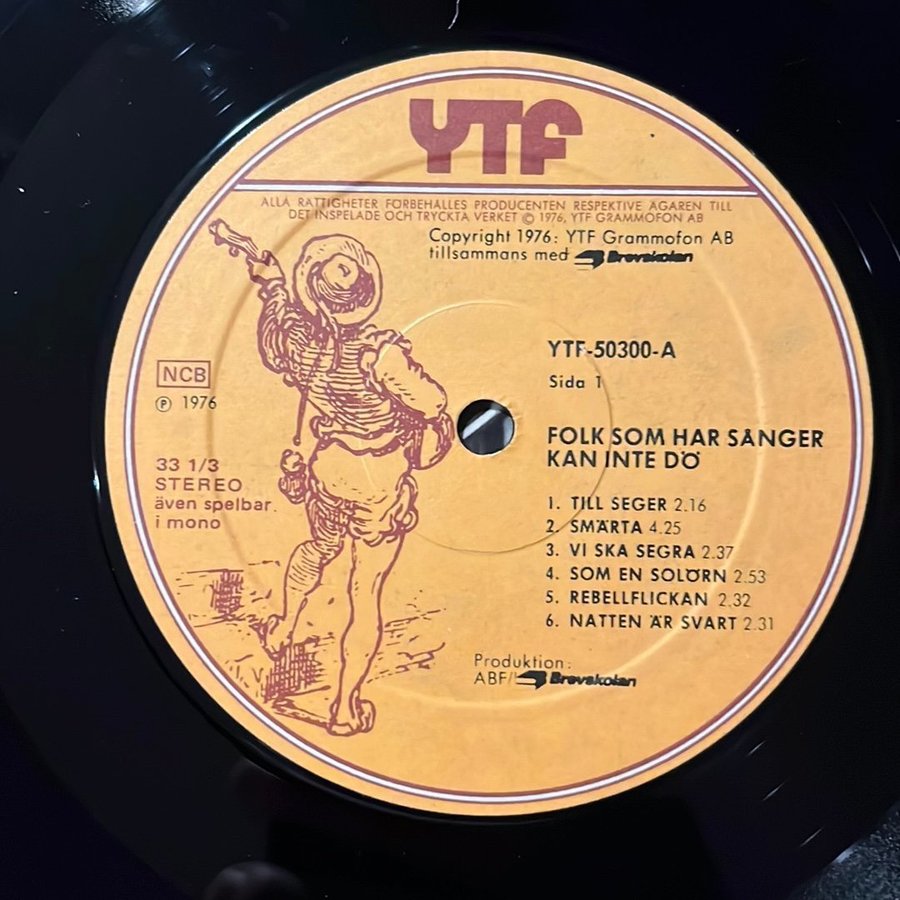 YTF
ALLA RÄTTIGHETER FÖRBEHÅLLES PRODUCENTEN RESPEKTIVE ÄGAREN TILL
DET INSPELADE OCH TRYCKTA VERKET © 1976, YTF GRAMMOFON AB
Copyright 1976: YTF Grammofon AB
tillsammans med Brevskolan
YTF-50300-A
Sida 1
NCB
℗ 1976
33 1/3
STEREO
även spelbar
i mono
FOLK SOM HAR SÅNGER
KAN INTE DÖ
1. TILL SEGER 2.16
2. SMÄRTA 4.25
3. VI SKA SEGRA 2.37
4. SOM EN SOLÖRN 2.53
5. REBELLFLICKAN 2.32
6. NATTEN ÄR SVART 2.31
Produktion:
ABF/Brevskolan